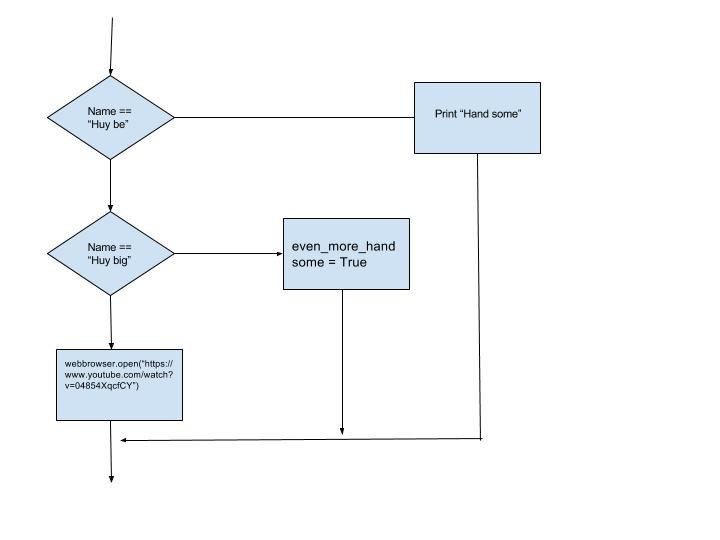 Name ==
“Huy be”
Print “Hand some”
Name ==
“Huy big”
even_more_hand
some = True
webbrowser.open(“https://
www.youtube.com/watch?
v=04854XqcfCY”)